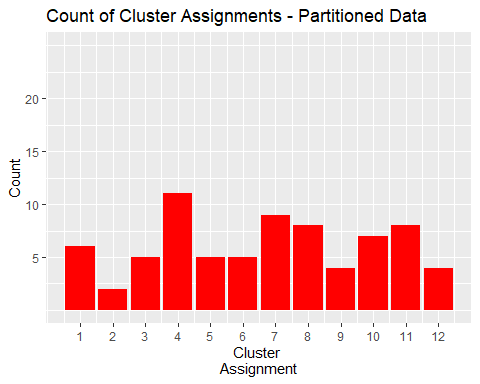 Count of Cluster Assignments - Partitioned Data
Count
20
15
10
5
1 2 3 4 5 6 7 8 9 10 11 12
Cluster
Assignment